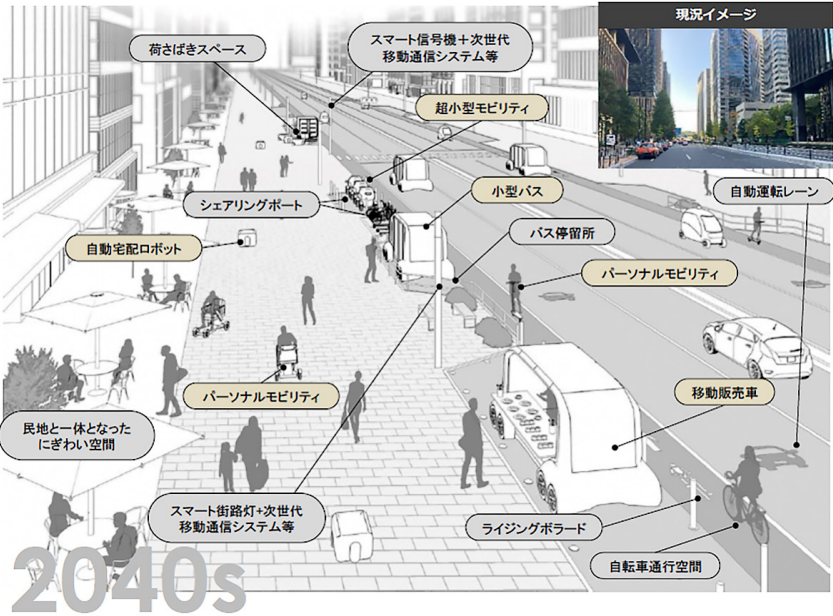 現況イメージ
荷さばきスペース
スマート信号機+次世代
移動通信システム等
超小型モビリティ
小型バス
自動運転レーン
シェアリングポート
バス停留所
自動宅配ロボット
パーソナルモビリティ
パーソナルモビリティ
移動販売車
民地と一体となった
にぎわい空間
スマート街路灯+次世代
移動通信システム等
ライジングボラード
自転車通行空間
2040s